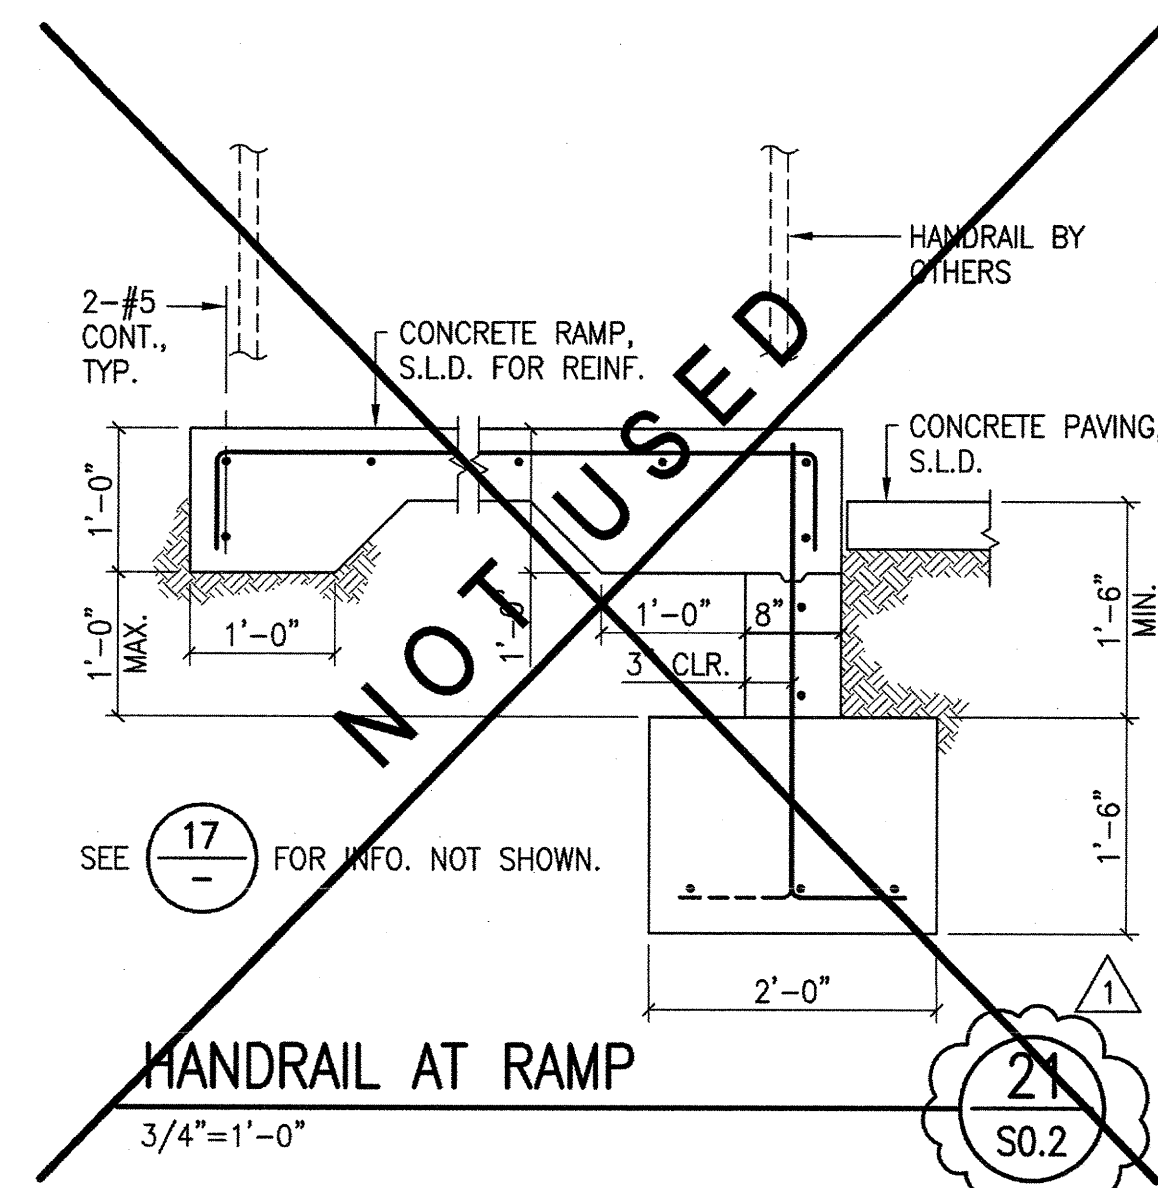 HANDRAIL BY
OTHERS
2-#5
CONT.,
TYP.
CONCRETE RAMP,
S.L.D. FOR REINF.
CONCRETE PAVING,
S.L.D.
NOT USED
1'-0"
1'-0"
MAX.
1'-0"
1'-0"
8"
3" CLR.
1'-6"
MIN.
1'-6"
SEE 17 - FOR INFO. NOT SHOWN.
2'-0"
1
HANDRAIL AT RAMP
3/4"=1'-0"
21
S0.2